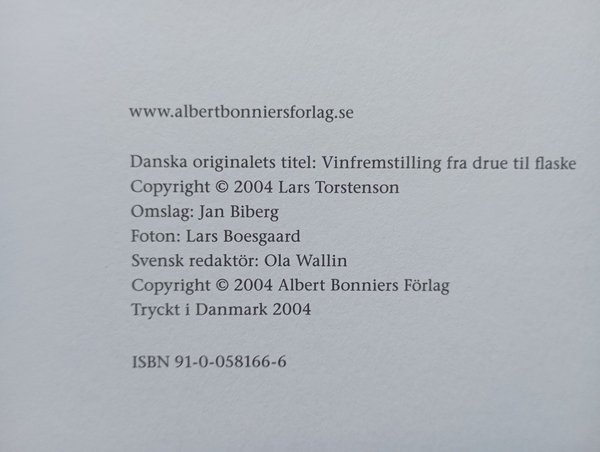 www.albertbonniersforlag.se
Danska originalets titel: Vinfremstilling fra drue til flaske
Copyright © 2004 Lars Torstenson
Omslag: Jan Biberg
Foton: Lars Boesgaard
Svensk redaktör: Ola Wallin
Copyright © 2004 Albert Bonniers Förlag
Tryckt i Danmark 2004
ISBN 91-0-058166-6